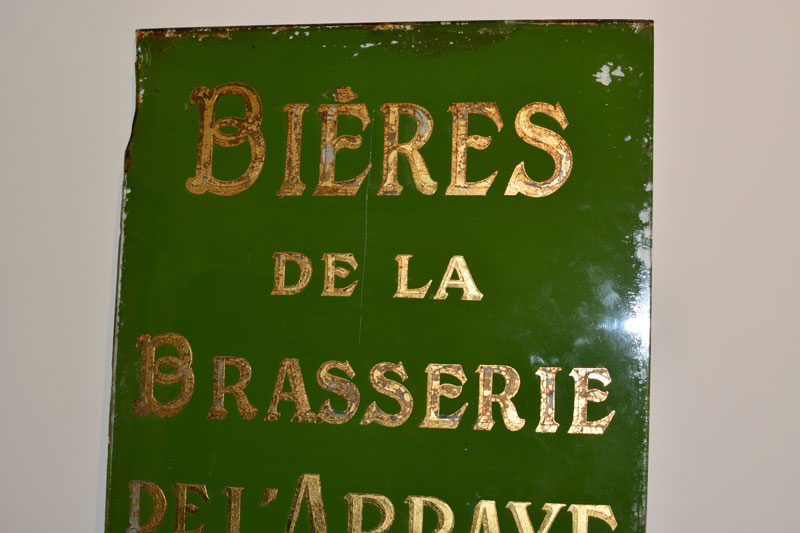 BIÈRES
DE LA
BRASSERIE
DE L'ABBAYE